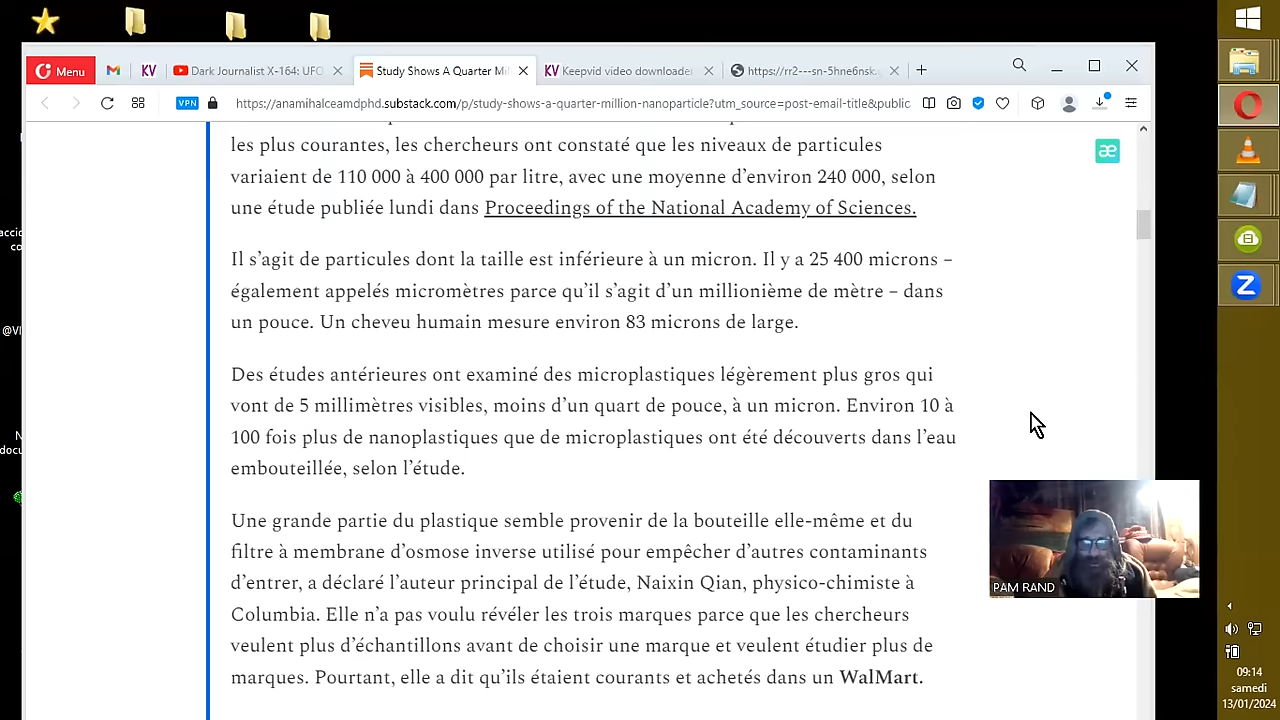 Menu
KV
Dark Journalist X-164: UFO
Study Shows A Quarter Mi
KV Keepvid video downloader
https://rr2---sn-5hne6nsk.g
VPN
https://anamihalceamdphd.substack.com/p/study-shows-a-quarter-million-nanoparticle?utm_source=post-email-title&public
les plus courantes, les chercheurs ont constaté que les niveaux de particules
variaient de 110 000 à 400 000 par litre, avec une moyenne d’environ 240 000, selon
une étude publiée lundi dans Proceedings of the National Academy of Sciences.
Il s’agit de particules dont la taille est inférieure à un micron. Il y a 25 400 microns –
également appelés micromètres parce qu’il s’agit d’un millionième de mètre – dans
un pouce. Un cheveu humain mesure environ 83 microns de large.
Des études antérieures ont examiné des microplastiques légèrement plus gros qui
vont de 5 millimètres visibles, moins d’un quart de pouce, à un micron. Environ 10 à
100 fois plus de nanoplastiques que de microplastiques ont été découverts dans l’eau
embouteillée, selon l’étude.
Une grande partie du plastique semble provenir de la bouteille elle-même et du
filtre à membrane d’osmose inverse utilisé pour empêcher d’autres contaminants
d’entrer, a déclaré l’auteur principal de l’étude, Naixin Qian, physico-chimiste à
Columbia. Elle n’a pas voulu révéler les trois marques parce que les chercheurs
veulent plus d’échantillons avant de choisir une marque et veulent étudier plus de
marques. Pourtant, elle a dit qu’ils étaient courants et achetés dans un WalMart.
æ
PAM RAND
09:14
samedi
13/01/2024